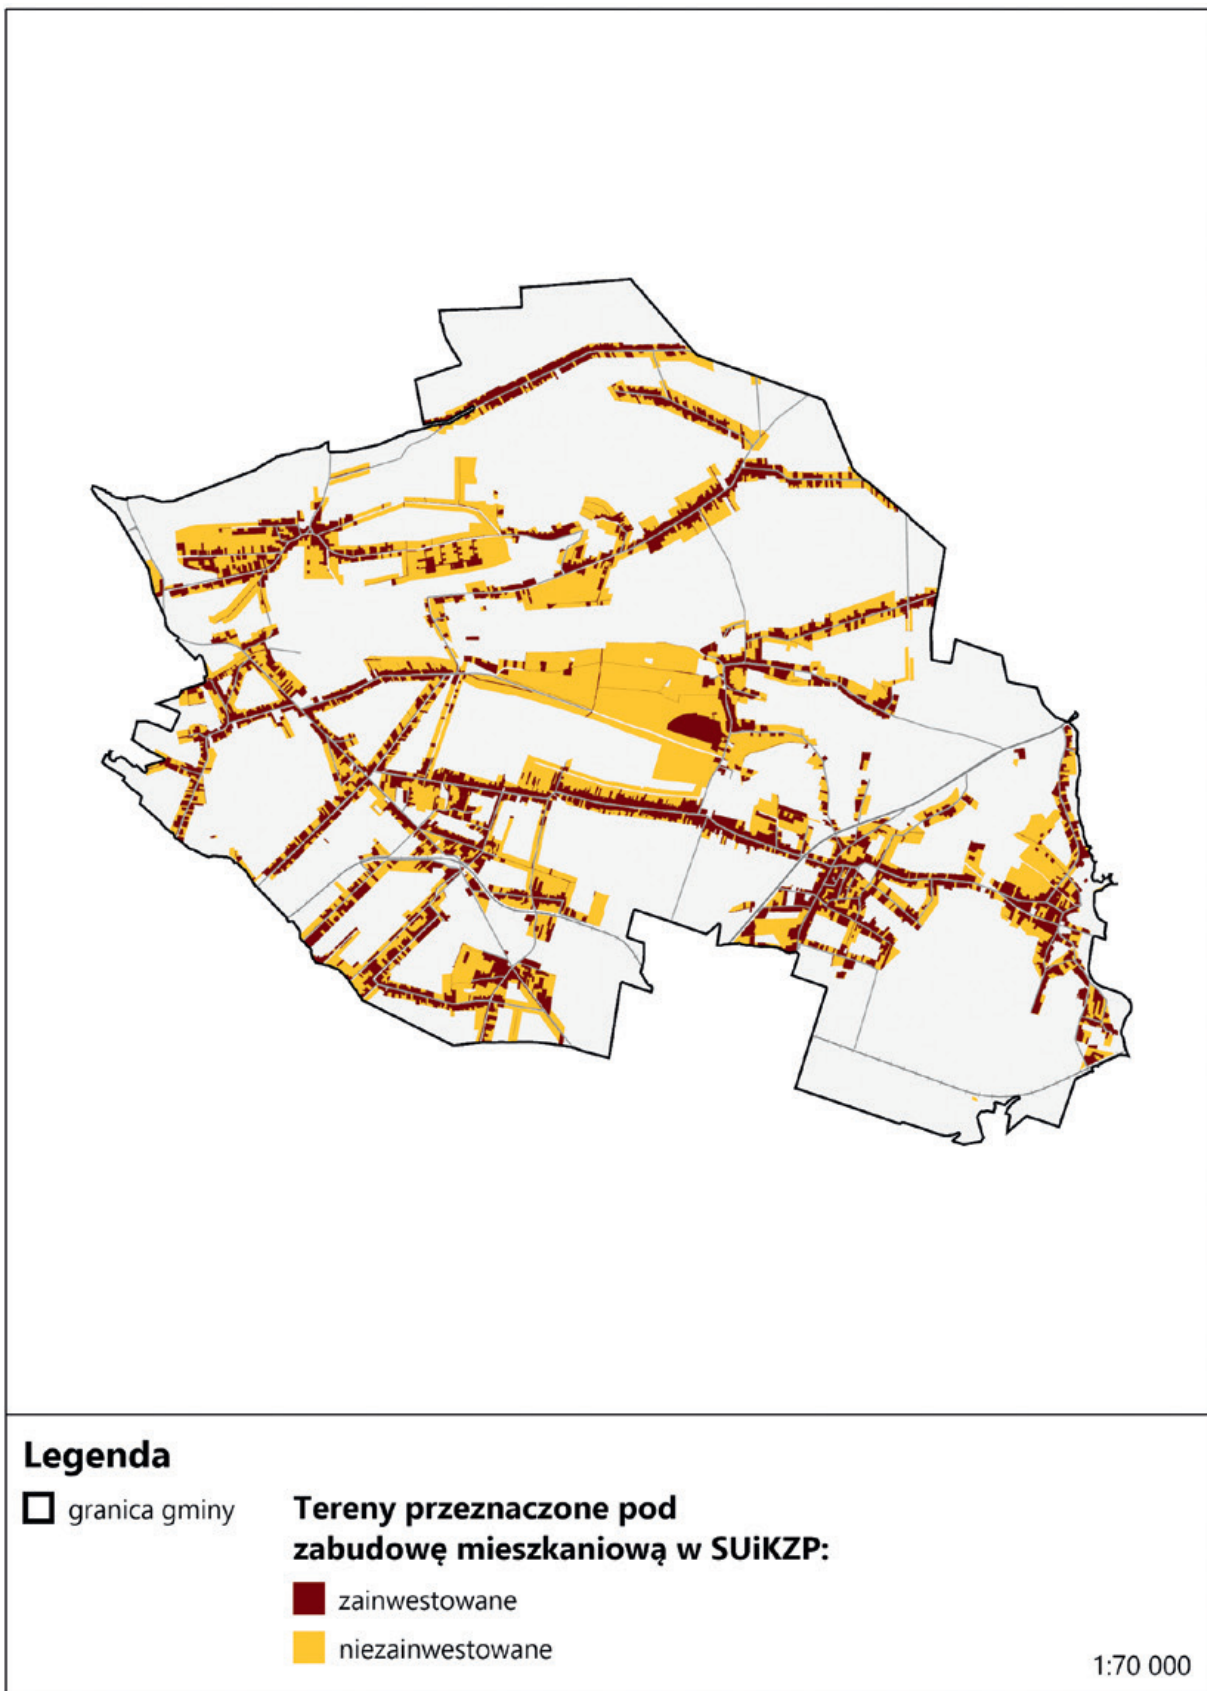 Legenda
granica gminy
Tereny przeznaczone pod
zabudowę mieszkaniową w SUiKZP:
zainwestowane
niezainwestowane
1:70 000